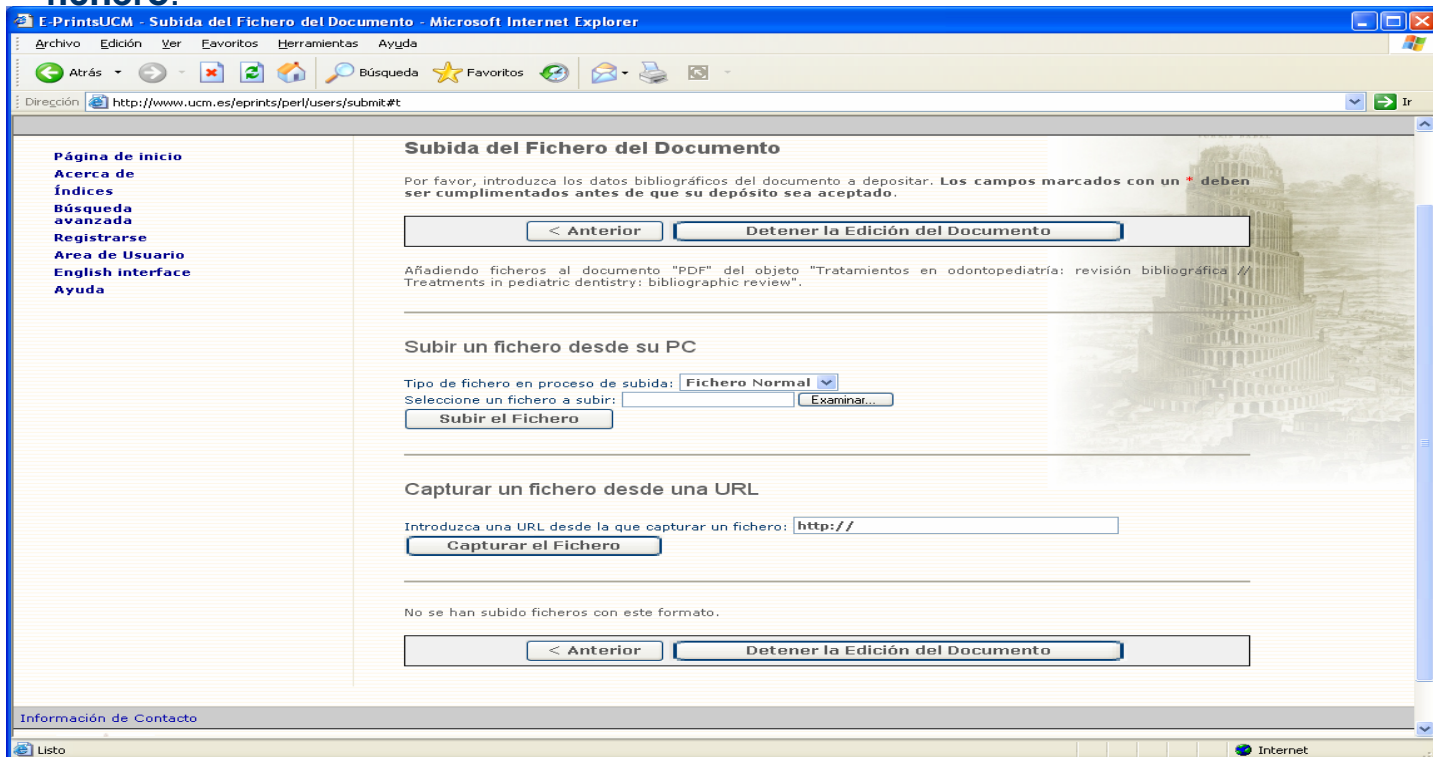 fichero.
E-PrintsUCM - Subida del Fichero del Documento - Microsoft Internet Explorer
Archivo Edición Ver Favoritos Herramientas Ayuda
Atrás Búsqueda Favoritos
Dirección http://www.ucm.es/eprints/perl/users/submit#t Ir
Página de inicio
Acerca de
Índices
Búsqueda
avanzada
Registrarse
Area de Usuario
English interface
Ayuda
Subida del Fichero del Documento
Por favor, introduzca los datos bibliográficos del documento a depositar. Los campos marcados con un * deben
ser cumplimentados antes de que su depósito sea aceptado.
< Anterior Detener la Edición del Documento
Añadiendo ficheros al documento "PDF" del objeto "Tratamientos en odontopediatría: revisión bibliográfica //
Treatments in pediatric dentistry: bibliographic review".
Subir un fichero desde su PC
Tipo de fichero en proceso de subida: Fichero Normal
Seleccione un fichero a subir: Examinar...
Subir el Fichero
Capturar un fichero desde una URL
Introduzca una URL desde la que capturar un fichero: http://
Capturar el Fichero
No se han subido ficheros con este formato.
< Anterior Detener la Edición del Documento
Información de Contacto
Listo Internet